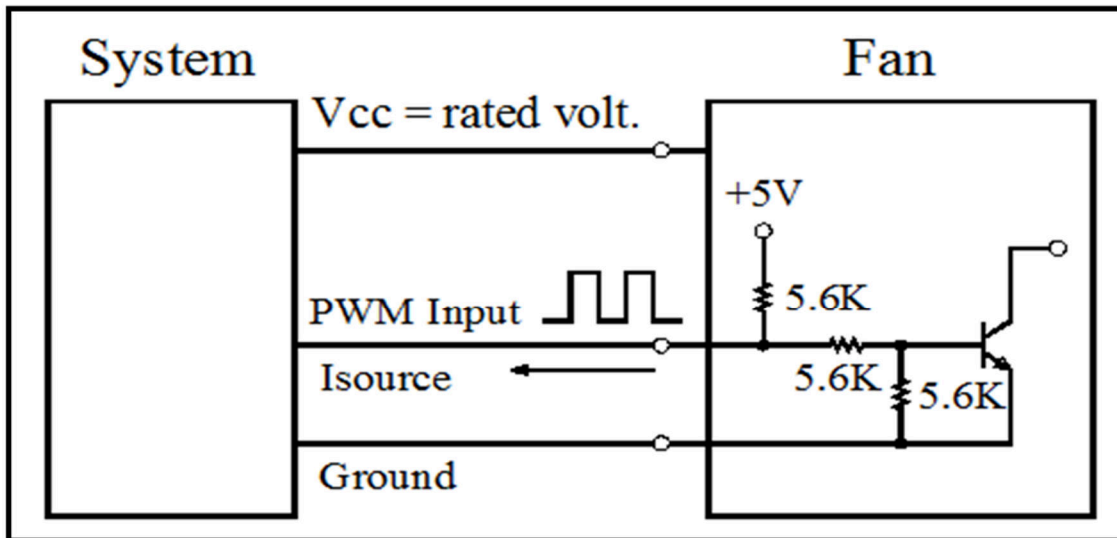 System
Fan
Vcc = rated volt.
+5V
5.6K
PWM Input
Isource
5.6K
5.6K
Ground